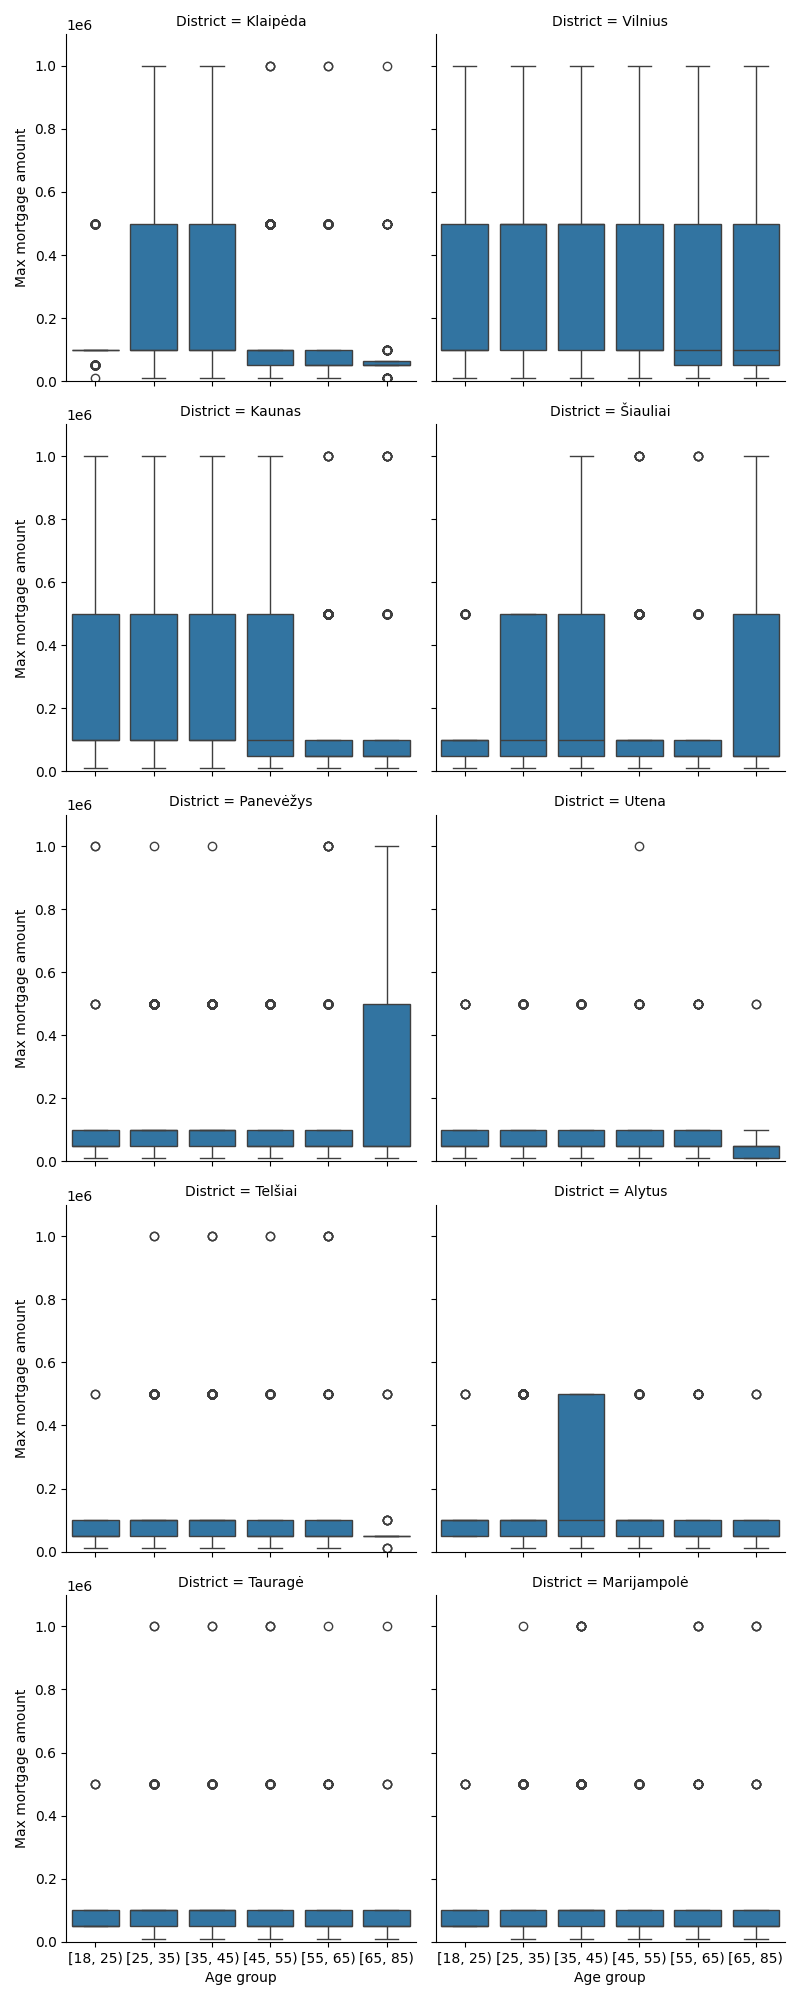 District = Klaipėda
District = Vilnius
1e6
1.0
0.8
0.6
0.4
0.2
0.0
Max mortgage amount
District = Kaunas
District = Šiauliai
1e6
1.0
0.8
0.6
0.4
0.2
0.0
Max mortgage amount
District = Panevėžys
District = Utena
1e6
1.0
0.8
0.6
0.4
0.2
0.0
Max mortgage amount
District = Telšiai
District = Alytus
1e6
1.0
0.8
0.6
0.4
0.2
0.0
Max mortgage amount
District = Tauragė
District = Marijampolė
1e6
1.0
0.8
0.6
0.4
0.2
0.0
Max mortgage amount
[18, 25) [25, 35) [35, 45) [45, 55) [55, 65) [65, 85)
[18, 25) [25, 35) [35, 45) [45, 55) [55, 65) [65, 85)
Age group
Age group